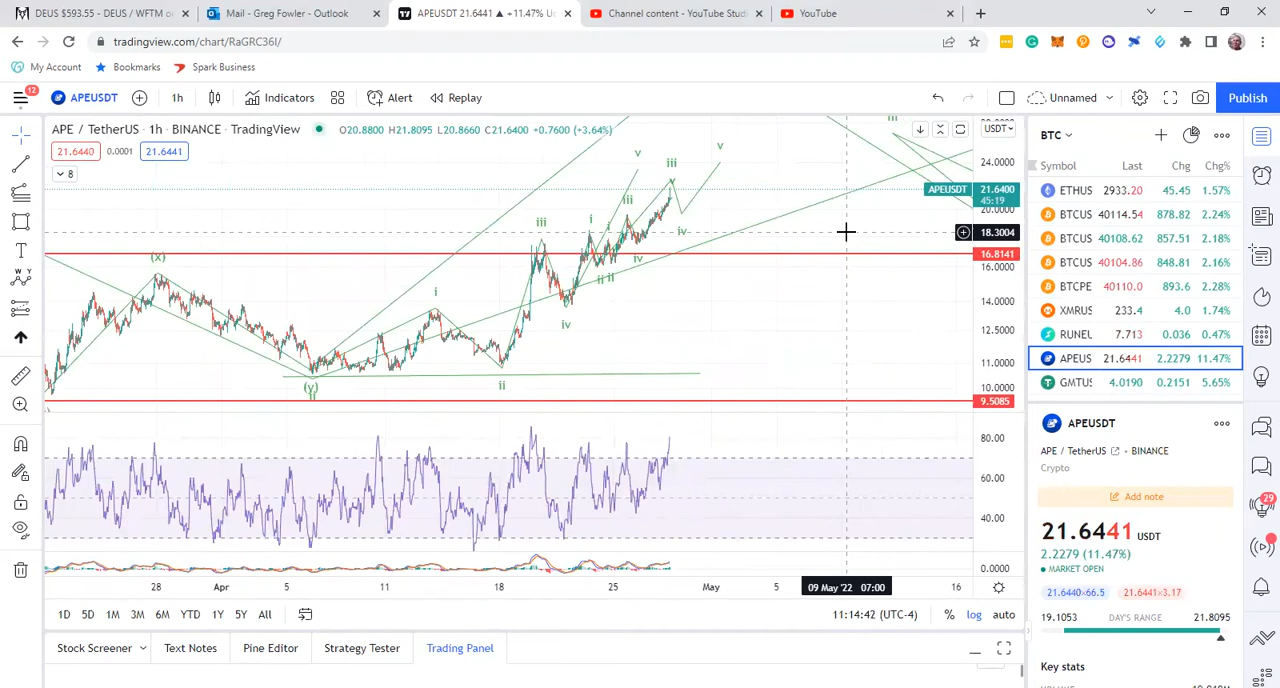 DEUS $593.55 - DEUS / WFTM o
Mail - Greg Fowler - Outlook
APEUSDT 21.6441 ▲ +11.47% U
Channel content - YouTube Stud
YouTube
tradingview.com/chart/RaGRC36I/
My Account Bookmarks Spark Business
12 APEUSDT 1h Indicators Alert Replay Unnamed Publish
APE / TetherUS · 1h · BINANCE · TradingView O20.8800 H21.8095 L20.8660 C21.6400 +0.7600 (+3.64%) USDT
21.6440 0.0001 21.6441
8
iii
v
v
iii
v
24.0000
APEUSDT 21.6400
45:19
20.0000
iii
i
iii
i
iv
18.3004
(x)
iv
16.8141
16.0000
ii ii
i
14.0000
iv
12.5000
11.0000
ii
(y)
ii
10.0000
9.5085
80.00
60.00
40.00
0.0000
28 Apr 5 11 18 25 May 5 09 May '22 07:00 16
1D 5D 1M 3M 6M YTD 1Y 5Y All 11:14:42 (UTC-4) % log auto
Stock Screener Text Notes Pine Editor Strategy Tester Trading Panel
BTC
Symbol Last Chg Chg%
ETHUS 2933.20 45.45 1.57%
BTCUS 40114.54 878.82 2.24%
BTCUS 40108.62 857.51 2.18%
BTCUS 40104.86 848.81 2.16%
BTCPE 40110.0 893.6 2.28%
XMRUS 233.4 4.0 1.74%
RUNEL 7.713 0.036 0.47%
APEUS 21.6441 2.2279 11.47%
GMTUS 4.0190 0.2151 5.65%
APEUSDT
APE / TetherUS · BINANCE
Crypto
Add note
21.6441 USDT
2.2279 (11.47%)
MARKET OPEN
21.6440×66.5 21.6441×3.17
19.1053 DAY'S RANGE 21.8095
Key stats
29